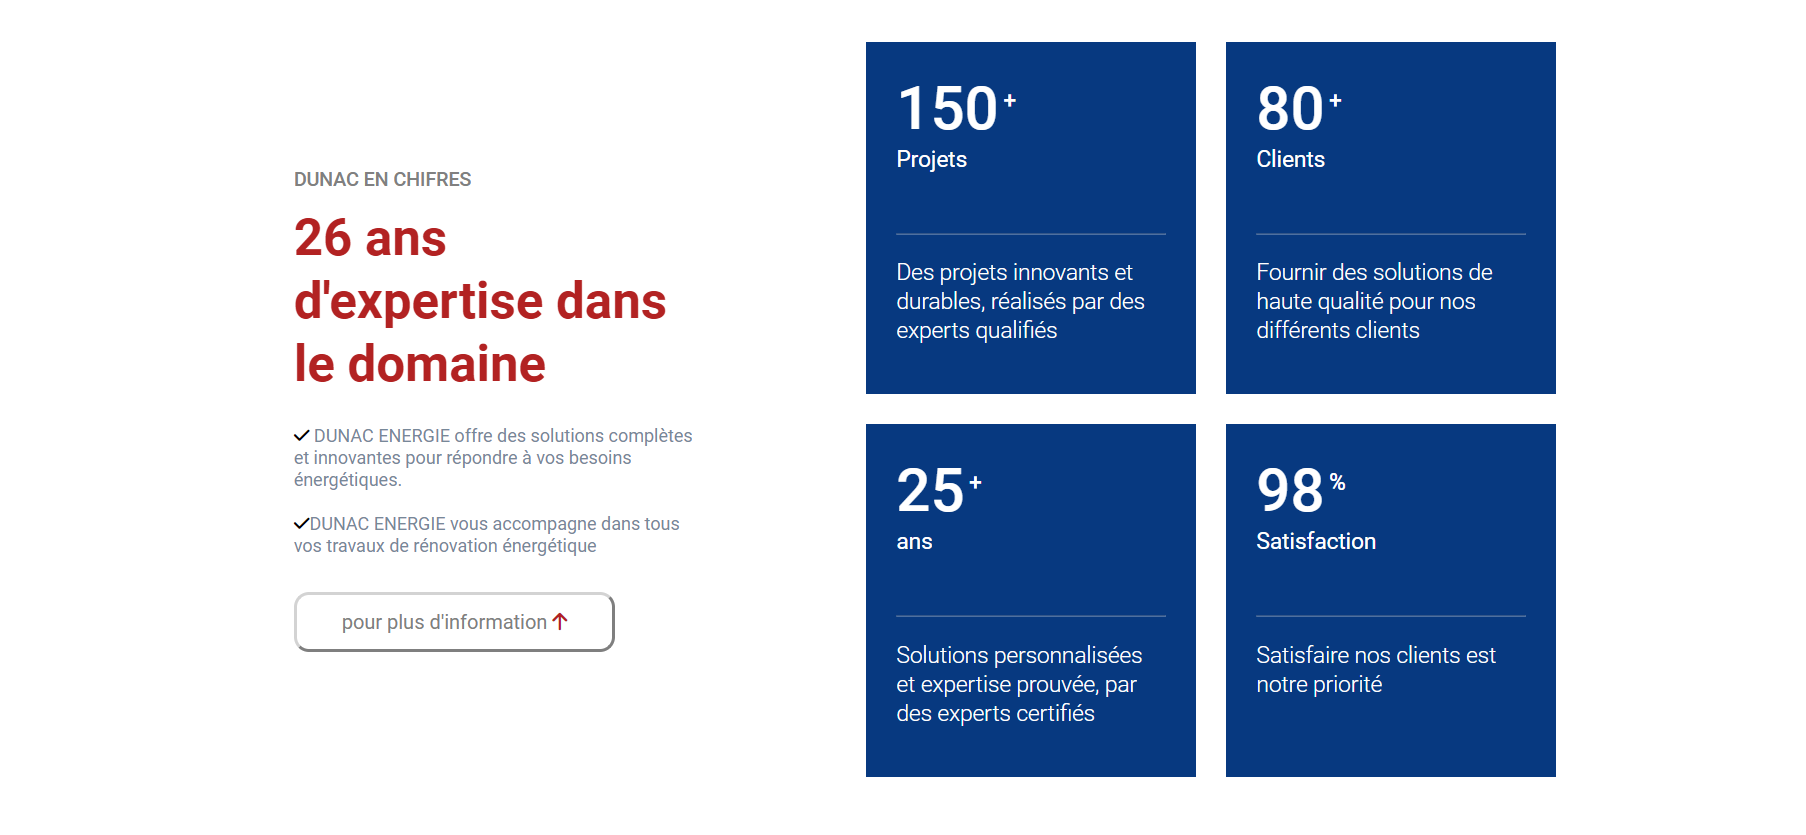 DUNAC EN CHIFRES
26 ans
d'expertise dans
le domaine
DUNAC ENERGIE offre des solutions complètes
et innovantes pour répondre à vos besoins
énergétiques.
DUNAC ENERGIE vous accompagne dans tous
vos travaux de rénovation énergétique
pour plus d'information
150+
Projets
Des projets innovants et
durables, réalisés par des
experts qualifiés
80+
Clients
Fournir des solutions de
haute qualité pour nos
différents clients
25+
ans
Solutions personnalisées
et expertise prouvée, par
des experts certifiés
98%
Satisfaction
Satisfaire nos clients est
notre priorité